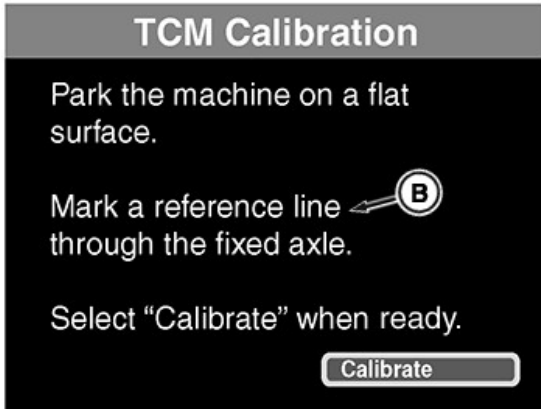 TCM Calibration
Park the machine on a flat
surface.
Mark a reference line
B
through the fixed axle.
Select “Calibrate” when ready.
Calibrate